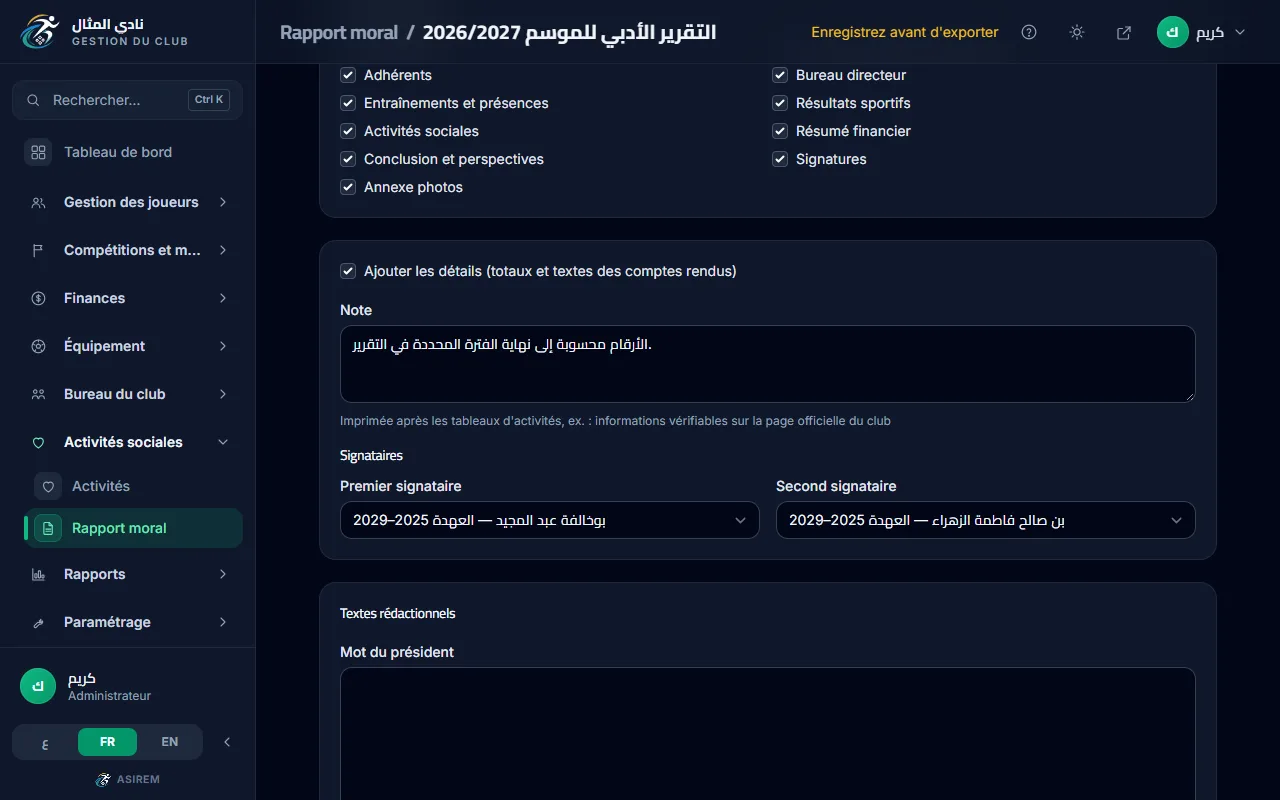 نادي المثال
GESTION DU CLUB
Rechercher...
Ctrl K
Tableau de bord
Gestion des joueurs
Compétitions et m...
Finances
Équipement
Bureau du club
Activités sociales
Activités
Rapport moral
Rapports
Paramétrage
كريم
Administrateur
ع
FR
EN
ASIREM
Rapport moral / التقرير الأدبي للموسم 2026/2027
Enregistrez avant d'exporter
ك
كريم
Adhérents
Bureau directeur
Entraînements et présences
Résultats sportifs
Activités sociales
Résumé financier
Conclusion et perspectives
Signatures
Annexe photos
Ajouter les détails (totaux et textes des comptes rendus)
Note
الأرقام محسوبة إلى نهاية الفترة المحددة في التقرير.
Imprimée après les tableaux d'activités, ex. : informations vérifiables sur la page officielle du club
Signataires
Premier signataire
Second signataire
بوخالفة عبد المجيد — العهدة 2025–2029
بن صالح فاطمة الزهراء — العهدة 2025–2029
Textes rédactionnels
Mot du président